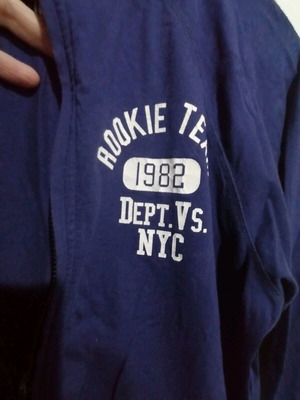 ROOKIE
1982
DEPT. VS.
NYC